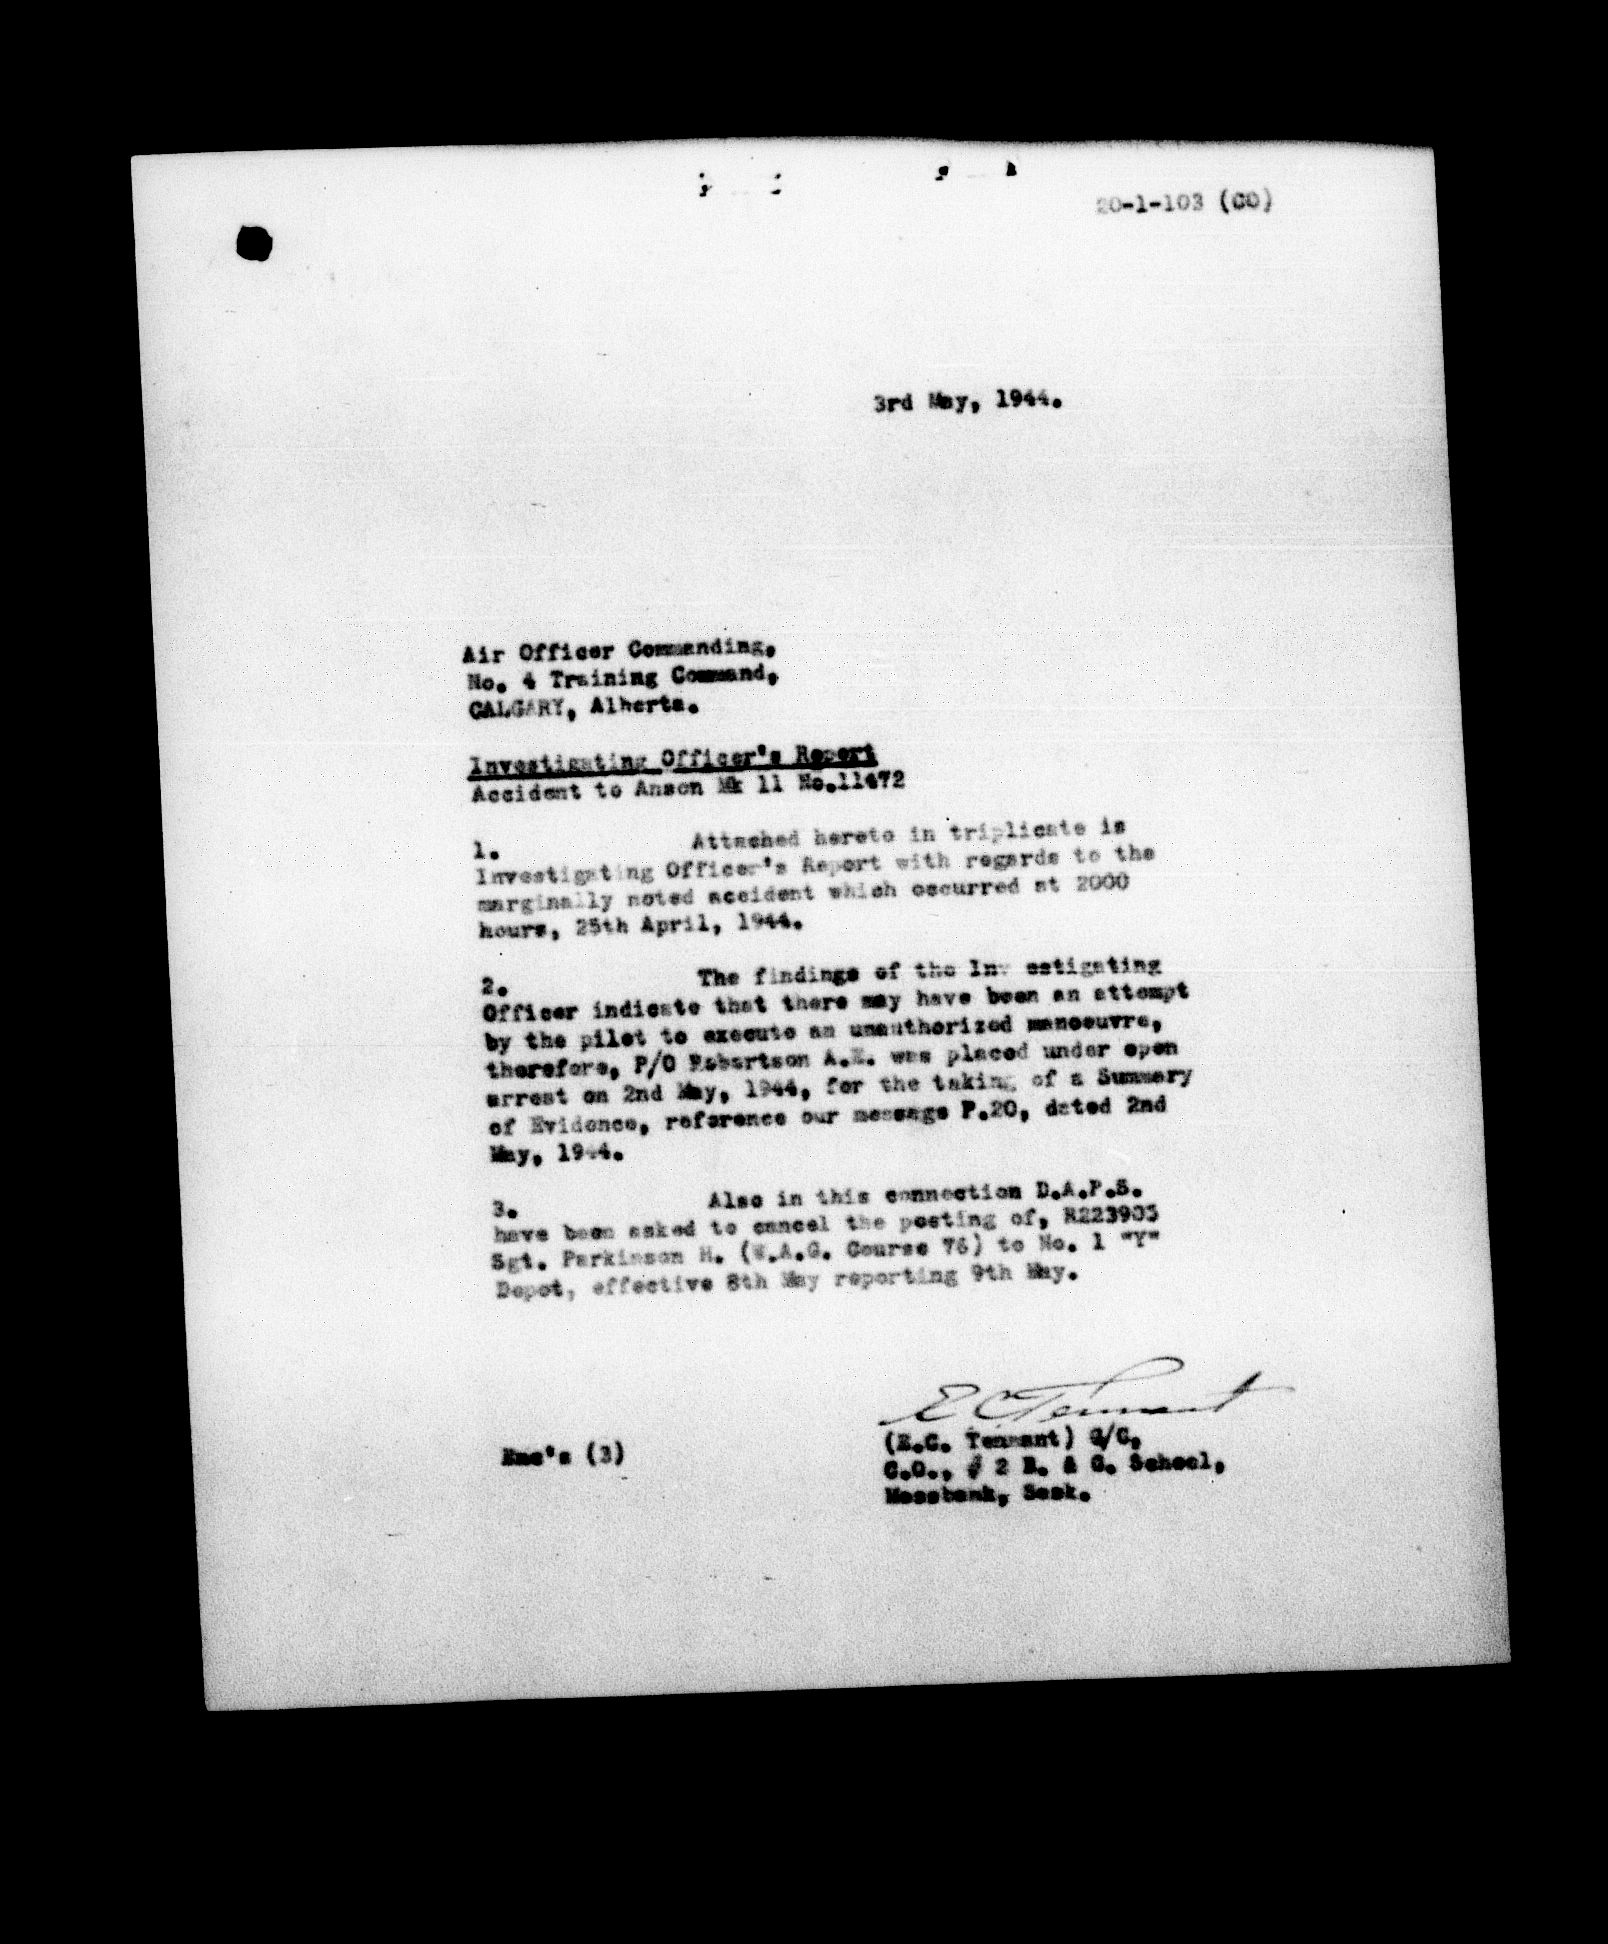 20-1-103 (CO)
3rd May, 1944.
Air Officer Commanding,
No. 4 Training Command,
CALGARY, Alberta.
Investigating Officer's Report
Accident to Anson Mk 11 No.11472
1. Attached hereto in triplicate is
Investigating Officer's Report with regards to the
marginally noted accident which occurred at 2000
hours, 25th April, 1944.
2. The findings of the Inv estigating
Officer indicate that there may have been an attempt
by the pilot to execute an unauthorized manoeuvre,
therefore, P/O Robertson A.E. was placed under open
arrest on 2nd May, 1944, for the taking of a Summary
of Evidence, reference our message P.20, dated 2nd
May, 1944.
3. Also in this connection D.A.P.S.
have been asked to cancel the posting of, R223905
Sgt. Parkinson H. (W.A.G. Course 76) to No. 1 "Y"
Depot, effective 8th May reporting 9th May.
E C Tennant
(E.C. Tennant) G/C,
Enc's (3)
C.O., # 2 B. & G. School,
Mossbank, Sask.